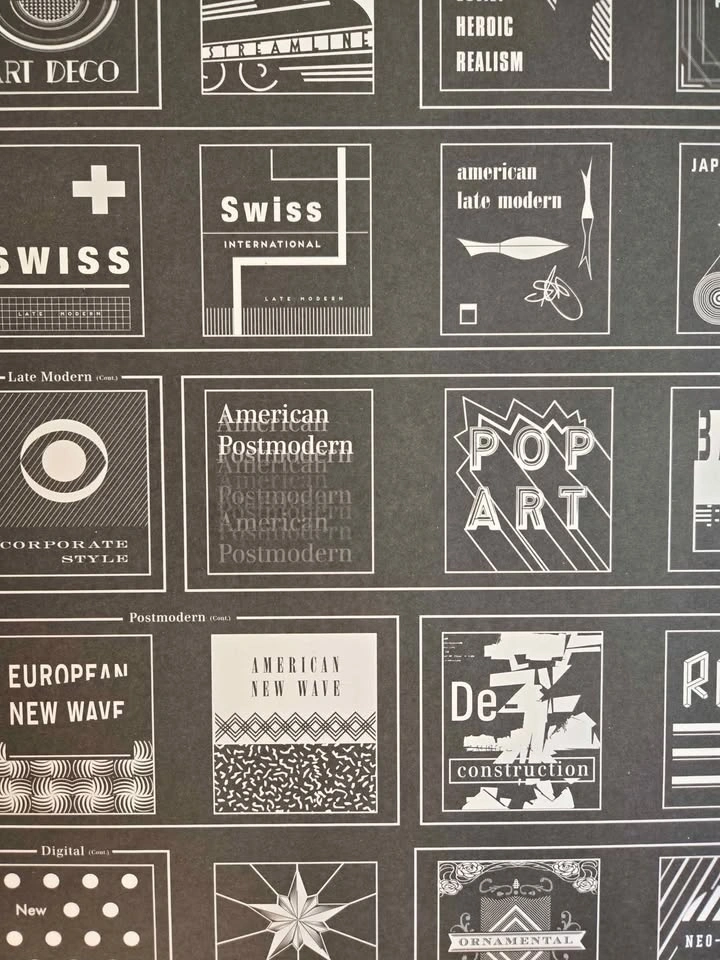 ART DECO
STREAMLINE
HEROIC
REALISM
SWISS
LATE MODERN
Swiss
INTERNATIONAL
LATE MODERN
american
late modern
JAP
Late Modern (Cont.)
CORPORATE
STYLE
American
Postmodern
American
Postmodern
American
Postmodern
POP
ART
Postmodern (Cont.)
EUROPEAN
NEW WAVE
AMERICAN
NEW WAVE
De-
construction
Digital (Cont.)
New
ORNAMENTAL
NEO-